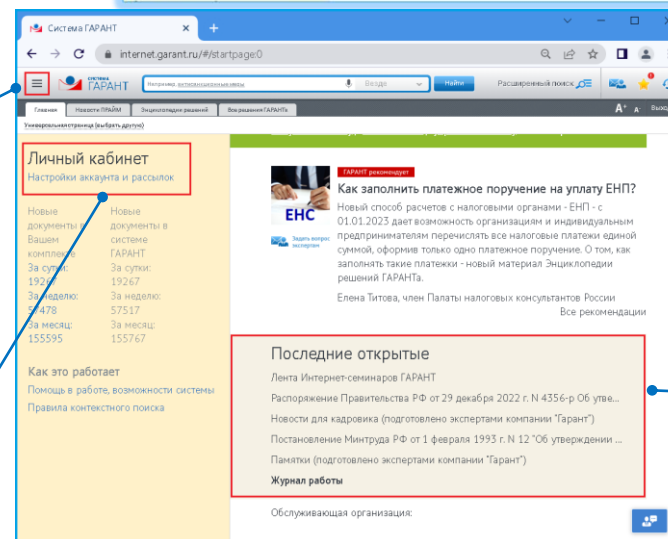 Система ГАРАНТ
internet.garant.ru/#/startpage:0
система ГАРАНТ
Например, антисанкционные меры
Везде
Найти
Расширенный поиск
Главная
Новости ПРАЙМ
Энциклопедия решений
Все решения ГАРАНТа
A+ A-
Универсальная страница (выбрать другую)
Личный кабинет
Настройки аккаунта и рассылок
Новые документы в Вашем комплекте
За сутки:
19267
За неделю:
57478
За месяц:
155595
Новые документы в системе ГАРАНТ
За сутки:
19267
За неделю:
57517
За месяц:
155767
Как это работает
Помощь в работе, возможности системы
Правила контекстного поиска
ГАРАНТ рекомендует
ЕНС
Задать вопрос экспертам
Как заполнить платежное поручение на уплату ЕНП?
Новый способ расчетов с налоговыми органами - ЕНП - с
01.01.2023 дает возможность организациям и индивидуальным
предпринимателям перечислять все налоговые платежи единой
суммой, оформив только одно платежное поручение. О том, как
заполнять такие платежки - новый материал Энциклопедии
решений ГАРАНТа.
Елена Титова, член Палаты налоговых консультантов России
Все рекомендации
Последние открытые
Лента Интернет-семинаров ГАРАНТ
Распоряжение Правительства РФ от 29 декабря 2022 г. N 4356-р Об утве...
Новости для кадровика (подготовлено экспертами компании "Гарант")
Постановление Минтруда РФ от 1 февраля 1993 г. N 12 "Об утверждении ...
Памятки (подготовлено экспертами компании "Гарант")
Журнал работы
Обслуживающая организация: